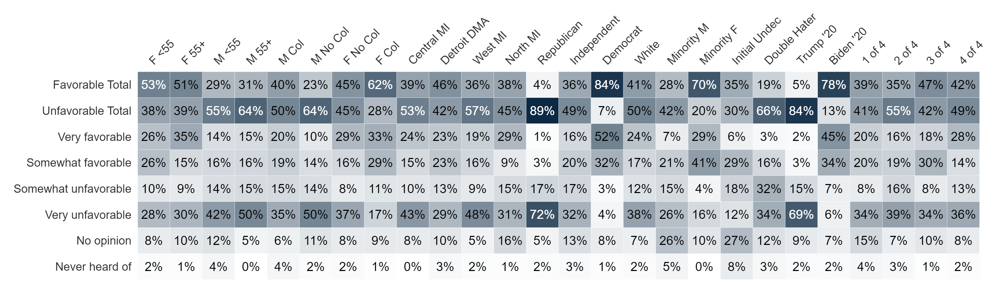 F <55 F 55+ M <55 M 55+ M Col M No Col F No Col F Col Central MI Detroit DMA West MI North MI Republican Independent Democrat White Minority M Minority F Initial Undec Double Hater Trump '20 Biden '20 1 of 4 2 of 4 3 of 4 4 of 4
Favorable Total 53% 51% 29% 31% 40% 23% 45% 62% 39% 46% 36% 38% 4% 36% 84% 41% 28% 70% 35% 19% 5% 78% 39% 35% 47% 42%
Unfavorable Total 38% 39% 55% 64% 50% 64% 45% 28% 53% 42% 57% 45% 89% 49% 7% 50% 42% 20% 30% 66% 84% 13% 41% 55% 42% 49%
Very favorable 26% 35% 14% 15% 20% 10% 29% 33% 24% 23% 19% 29% 1% 16% 52% 24% 7% 29% 6% 3% 2% 45% 20% 16% 18% 28%
Somewhat favorable 26% 15% 16% 16% 19% 14% 16% 29% 15% 23% 16% 9% 3% 20% 32% 17% 21% 41% 29% 16% 3% 34% 20% 19% 30% 14%
Somewhat unfavorable 10% 9% 14% 15% 15% 14% 8% 11% 10% 13% 9% 15% 17% 17% 3% 12% 15% 4% 18% 32% 15% 7% 8% 16% 8% 13%
Very unfavorable 28% 30% 42% 50% 35% 50% 37% 17% 43% 29% 48% 31% 72% 32% 4% 38% 26% 16% 12% 34% 69% 6% 34% 39% 34% 36%
No opinion 8% 10% 12% 5% 6% 11% 8% 9% 8% 10% 5% 16% 5% 13% 8% 7% 26% 10% 27% 12% 9% 7% 15% 7% 10% 8%
Never heard of 2% 1% 4% 0% 4% 2% 2% 1% 0% 3% 2% 1% 2% 3% 1% 2% 5% 0% 8% 3% 2% 2% 4% 3% 1% 2%